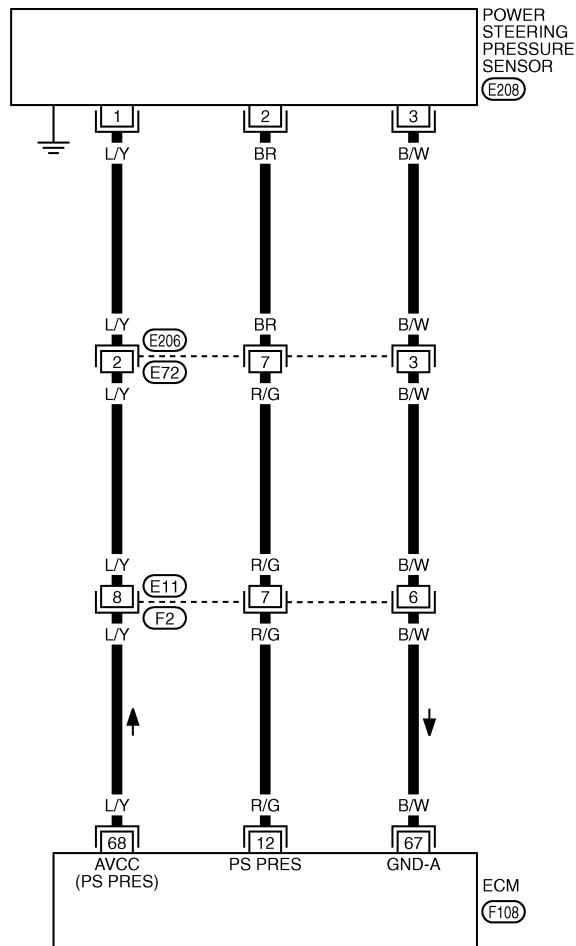 POWER
STEERING
PRESSURE
SENSOR
E208
1 2 3
L/Y BR B/W
L/Y BR B/W
E206
2 7 3
E72
L/Y R/G B/W
L/Y R/G B/W
E11
8 7 6
F2
L/Y R/G B/W
L/Y R/G B/W
68 12 67
AVCC PS PRES GND-A
(PS PRES)
ECM
F108